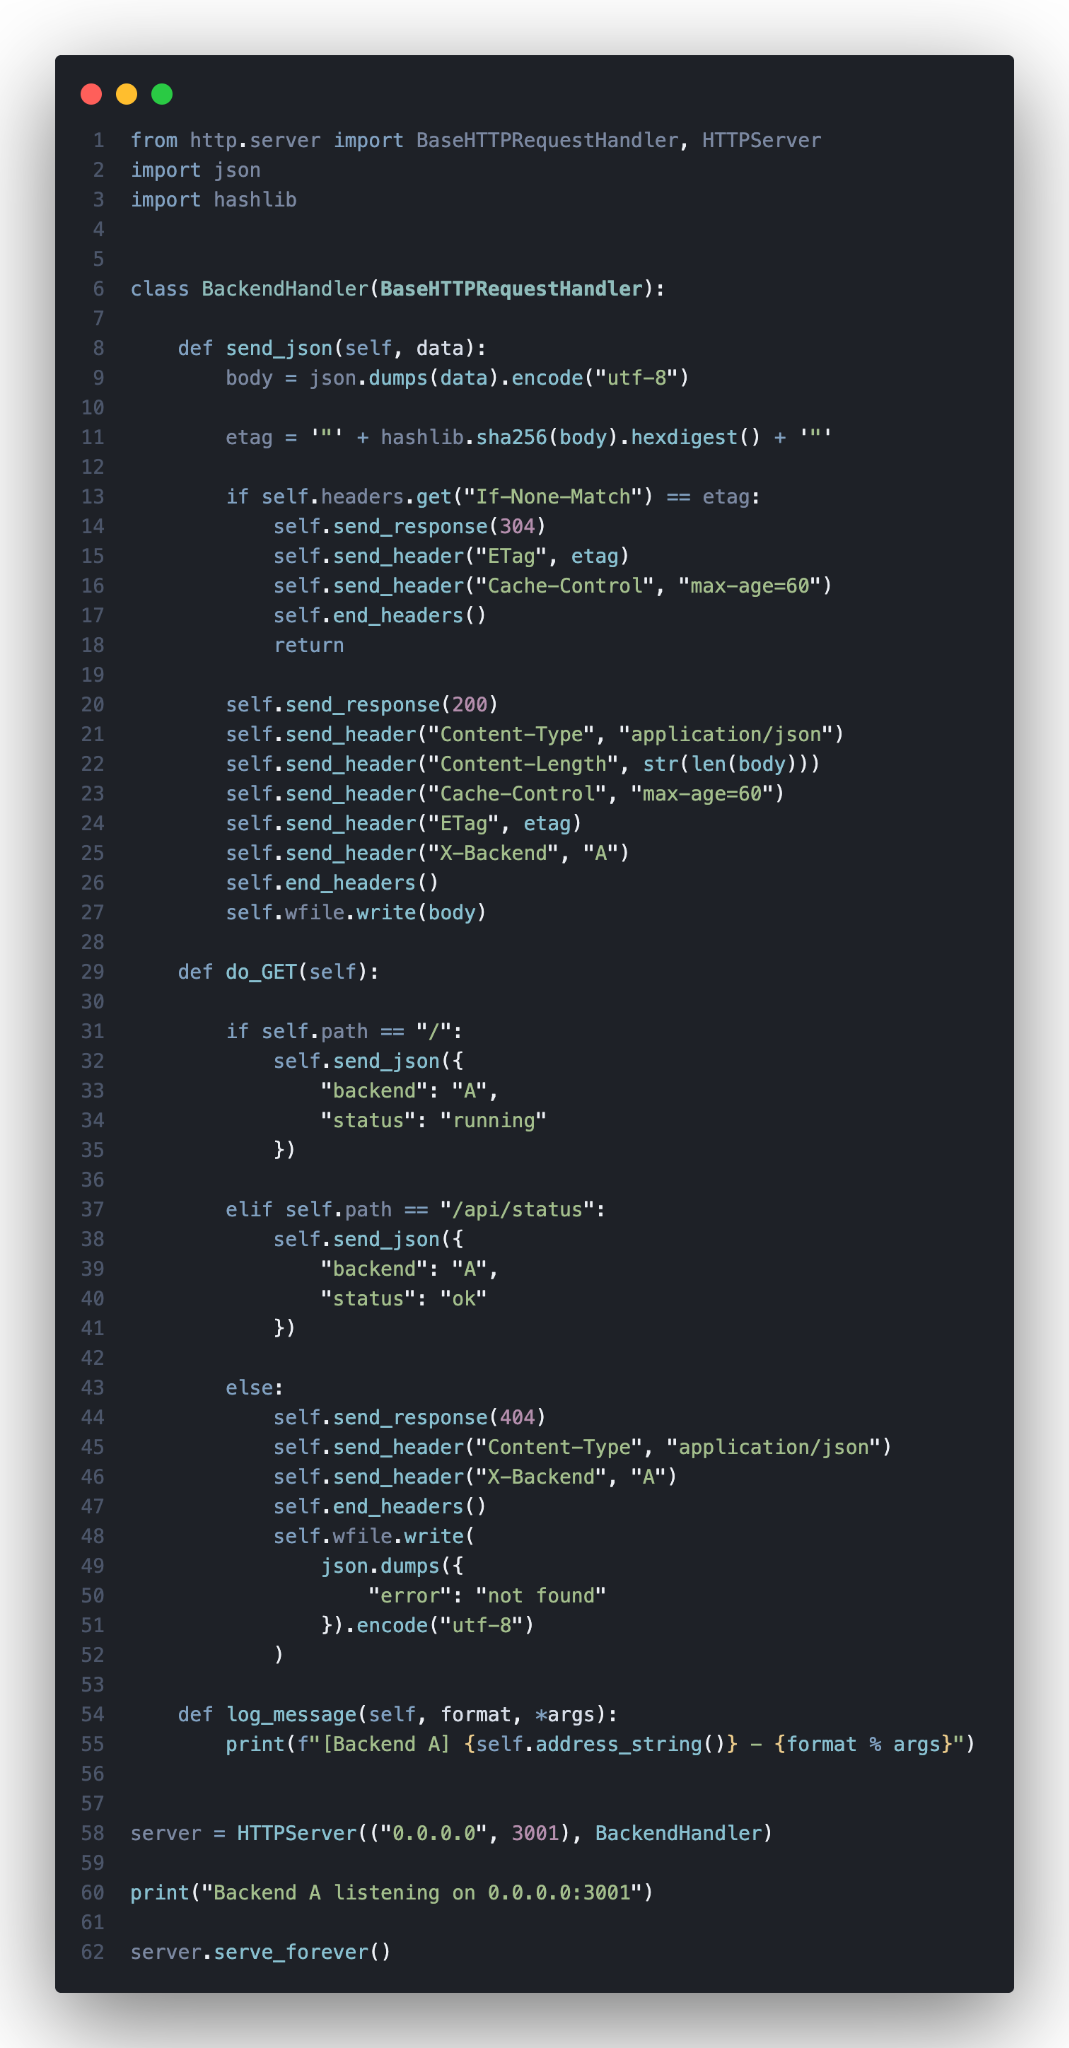 1 from http.server import BaseHTTPRequestHandler, HTTPServer
2 import json
3 import hashlib
4
5
6 class BackendHandler(BaseHTTPRequestHandler):
7
8     def send_json(self, data):
9         body = json.dumps(data).encode("utf-8")
10
11         etag = '"' + hashlib.sha256(body).hexdigest() + '"'
12
13         if self.headers.get("If-None-Match") == etag:
14             self.send_response(304)
15             self.send_header("ETag", etag)
16             self.send_header("Cache-Control", "max-age=60")
17             self.end_headers()
18             return
19
20         self.send_response(200)
21         self.send_header("Content-Type", "application/json")
22         self.send_header("Content-Length", str(len(body)))
23         self.send_header("Cache-Control", "max-age=60")
24         self.send_header("ETag", etag)
25         self.send_header("X-Backend", "A")
26         self.end_headers()
27         self.wfile.write(body)
28
29     def do_GET(self):
30
31         if self.path == "/":
32             self.send_json({
33                 "backend": "A",
34                 "status": "running"
35             })
36
37         elif self.path == "/api/status":
38             self.send_json({
39                 "backend": "A",
40                 "status": "ok"
41             })
42
43         else:
44             self.send_response(404)
45             self.send_header("Content-Type", "application/json")
46             self.send_header("X-Backend", "A")
47             self.end_headers()
48             self.wfile.write(
49                 json.dumps({
50                     "error": "not found"
51                 }).encode("utf-8")
52             )
53
54     def log_message(self, format, *args):
55         print(f"[Backend A] {self.address_string()} - {format % args}")
56
57
58 server = HTTPServer(("0.0.0.0", 3001), BackendHandler)
59
60 print("Backend A listening on 0.0.0.0:3001")
61
62 server.serve_forever()